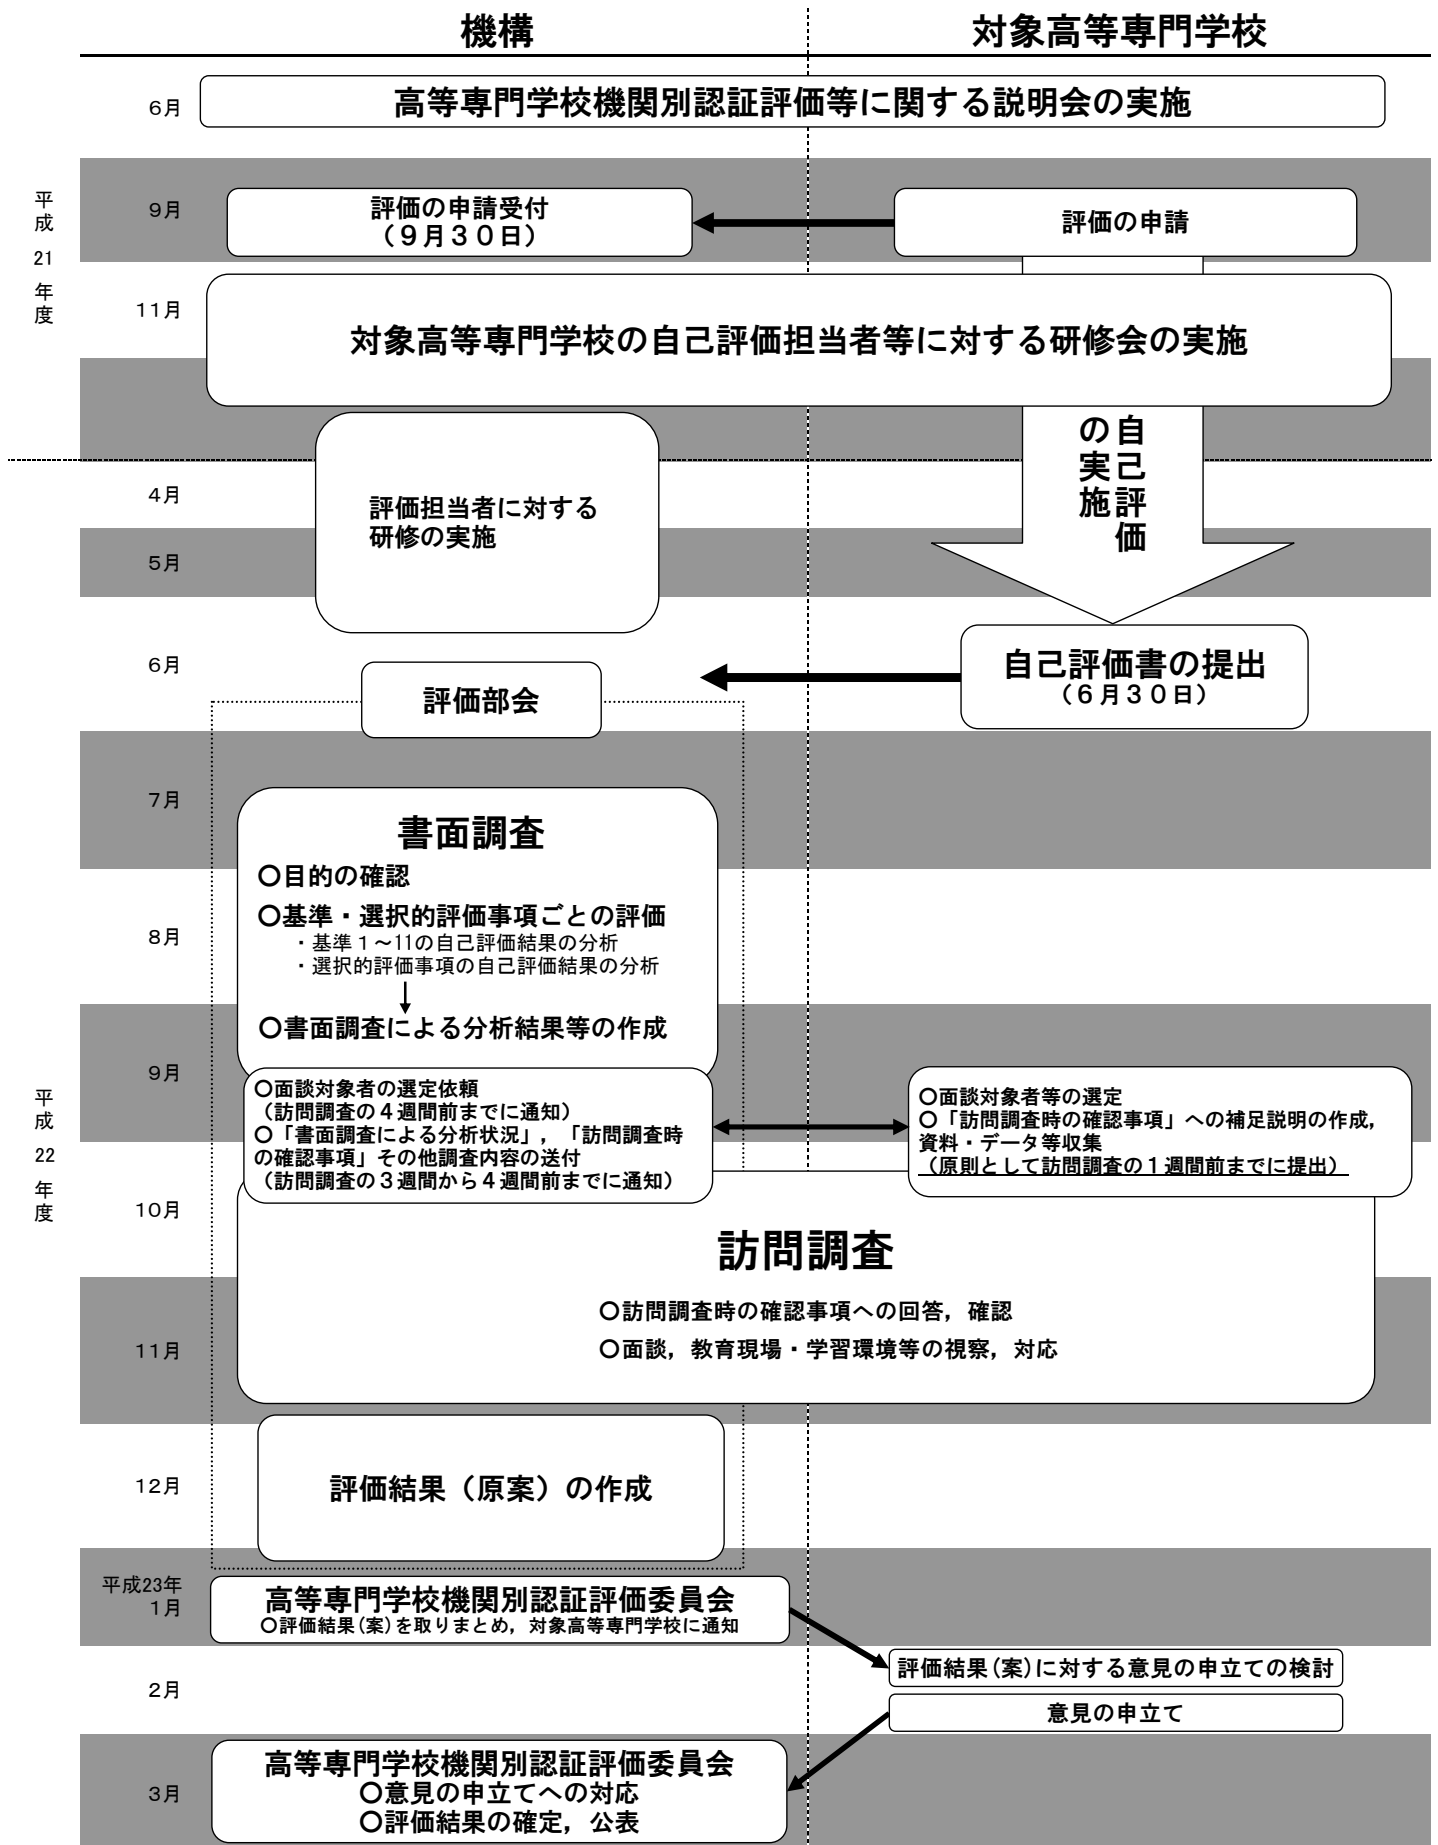 機構
対象高等専門学校
平成21年度
6月
高等専門学校機関別認証評価等に関する説明会の実施
9月
評価の申請受付
（９月３０日）
評価の申請
11月
対象高等専門学校の自己評価担当者等に対する研修会の実施
自己評価
の実施
平成22年度
4月
評価担当者に対する
研修の実施
5月
6月
自己評価書の提出
（６月３０日）
評価部会
7月
書面調査
○目的の確認
○基準・選択的評価事項ごとの評価
・基準１～11の自己評価結果の分析
8月
・選択的評価事項の自己評価結果の分析
○書面調査による分析結果等の作成
9月
○面談対象者の選定依頼
（訪問調査の４週間前までに通知）
○「書面調査による分析状況」，「訪問調査時
の確認事項」その他調査内容の送付
（訪問調査の３週間から４週間前までに通知）
○面談対象者等の選定
○「訪問調査時の確認事項」への補足説明の作成，
資料・データ等収集
（原則として訪問調査の１週間前までに提出）
10月
訪問調査
○訪問調査時の確認事項への回答，確認
11月
○面談，教育現場・学習環境等の視察，対応
12月
評価結果（原案）の作成
平成23年
1月
高等専門学校機関別認証評価委員会
○評価結果(案)を取りまとめ，対象高等専門学校に通知
評価結果(案)に対する意見の申立ての検討
2月
意見の申立て
3月
高等専門学校機関別認証評価委員会
○意見の申立てへの対応
○評価結果の確定，公表